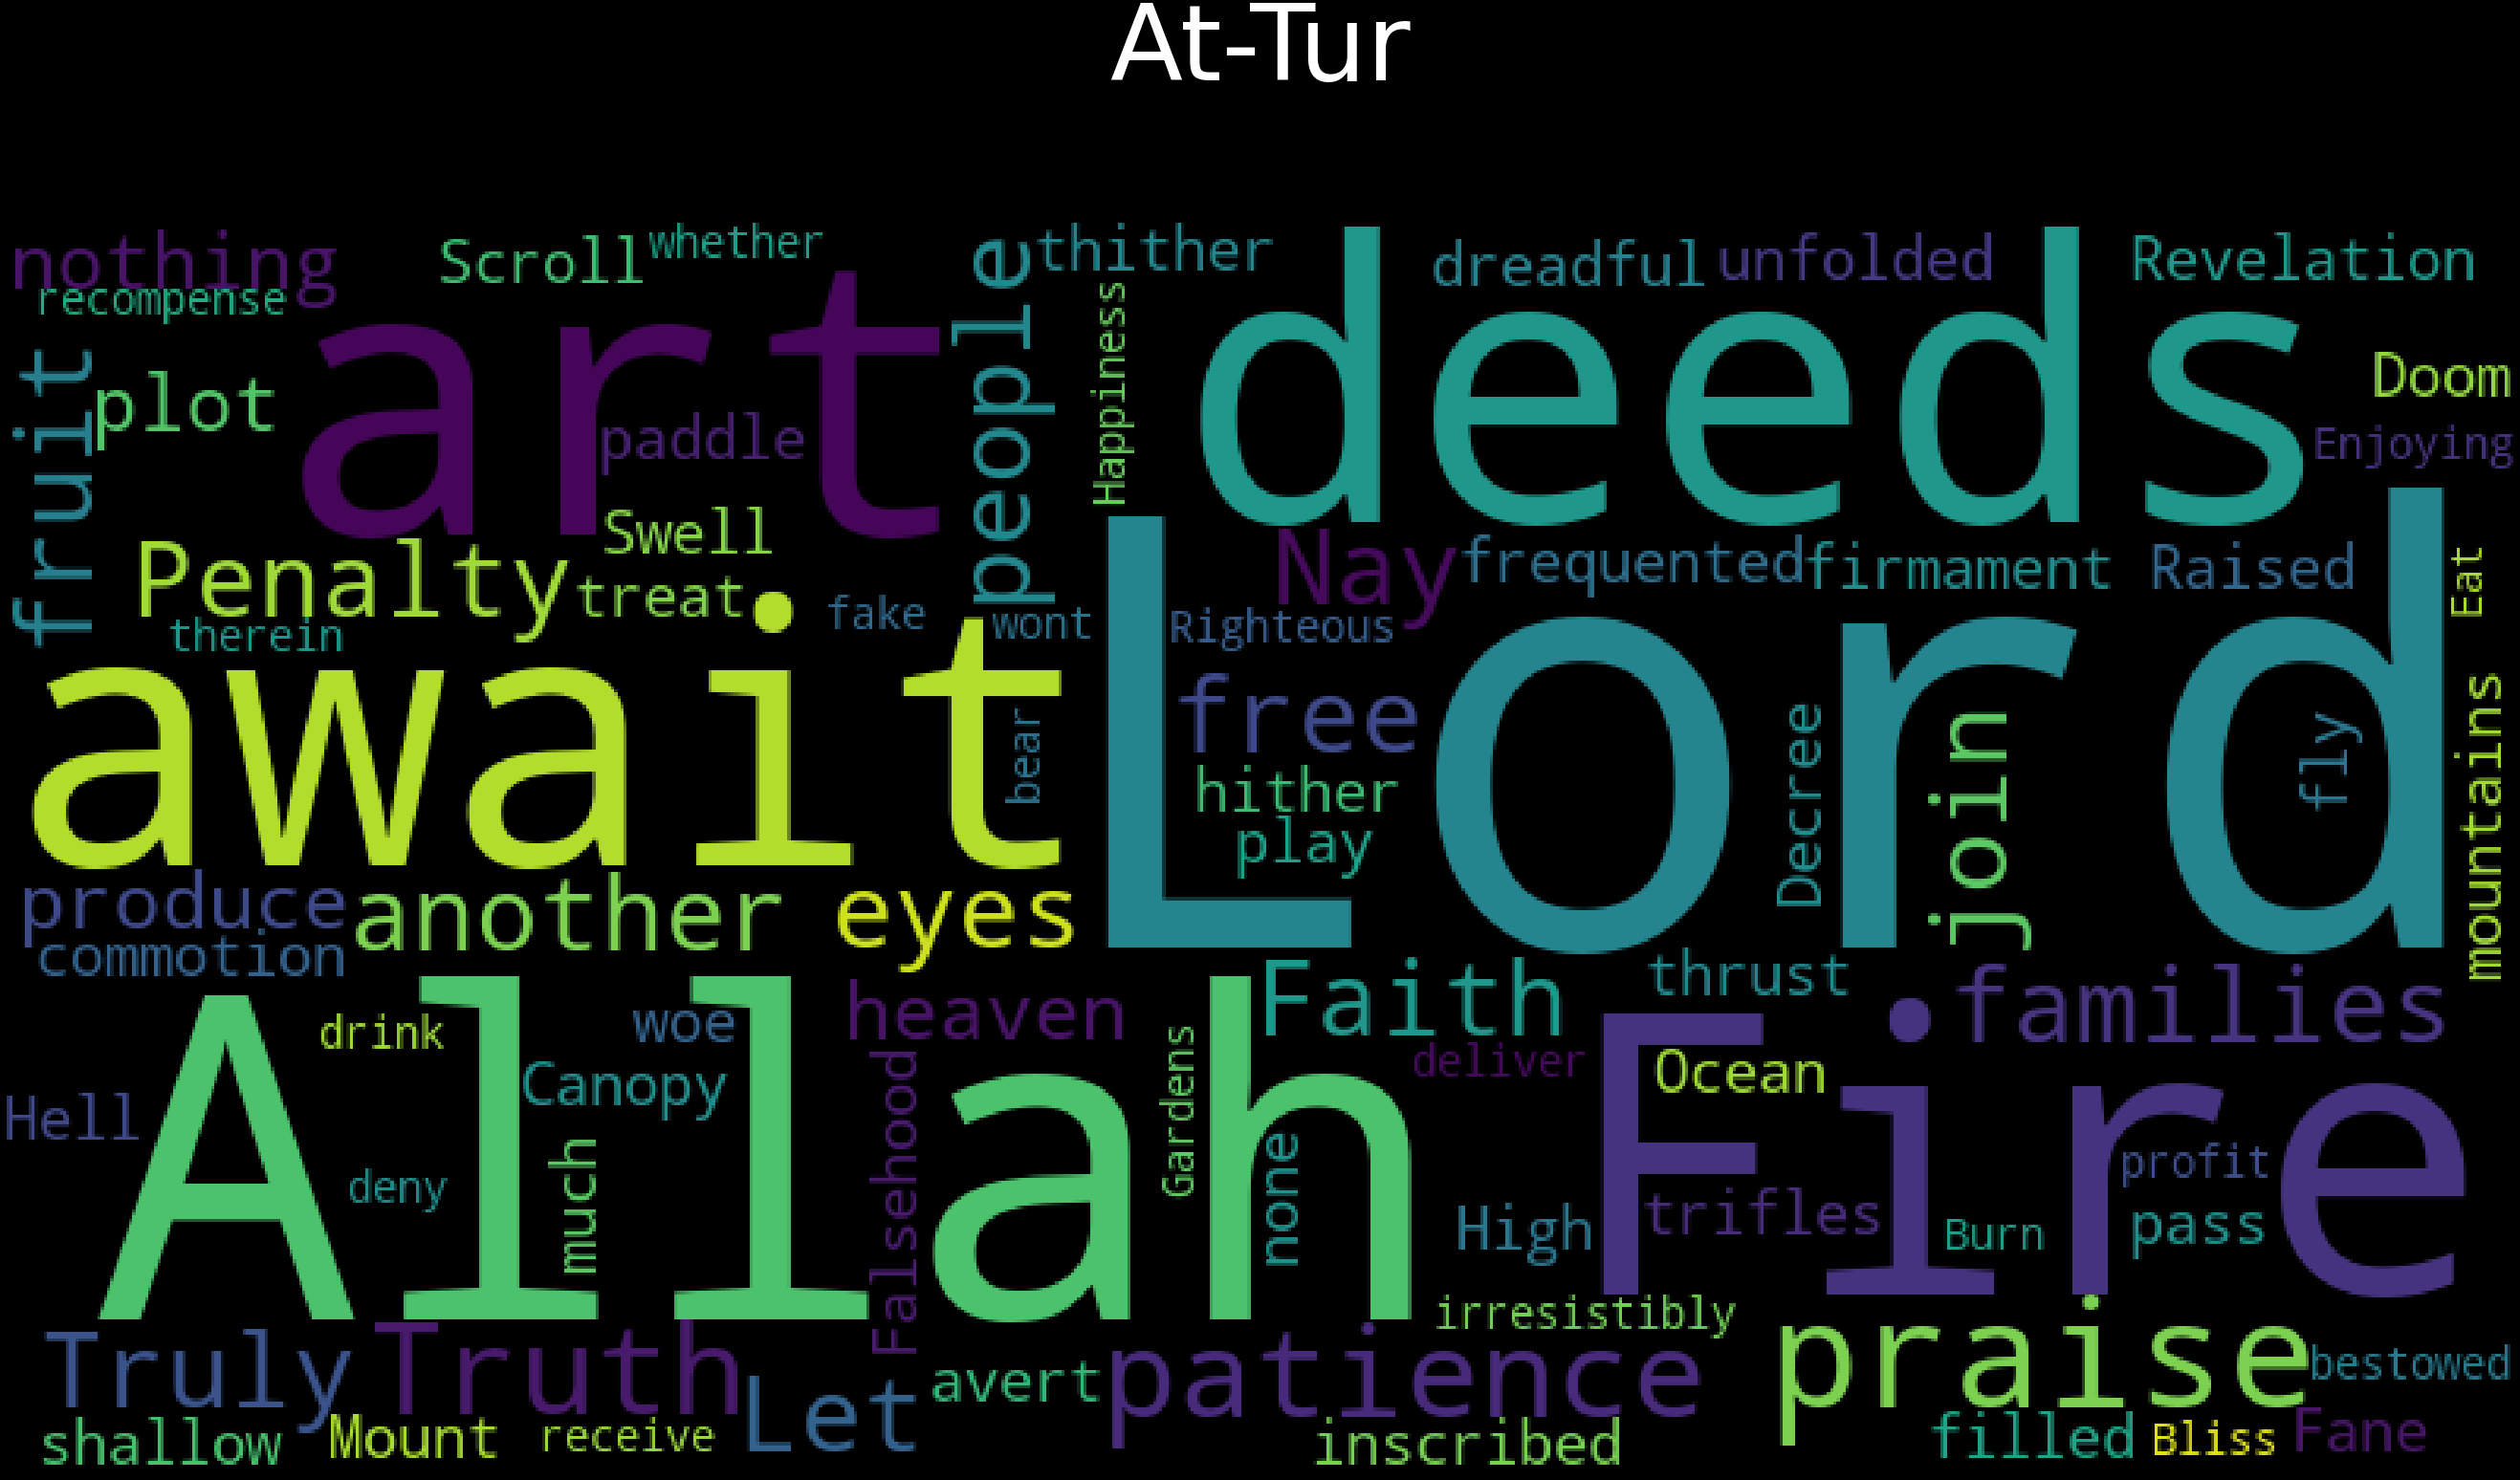 At-Tur
nothing
recompense
Scroll
whether
art
people
thither
Happiness
deeds
dreadful
unfolded
Revelation
fruit
plot
paddle
Doom
Enjoying
Penalty
Swell
treat
therein
fake
wont
Nay
frequented
firmament
Raised
Eat
Righteous
await
bear
Lord
free
hither
play
Decree
join
fly
mountains
produce
commotion
another
eyes
Allah
drink
woe
Canopy
heaven
Faith
thrust
families
deliver
Ocean
Fire
Hell
deny
much
Falsehood
Gardens
none
High
trifles
Burn
profit
pass
irresistibly
Truly
Truth
Let
avert
patience
praise
bestowed
shallow
Mount
receive
inscribed
filled
Bliss
Fane